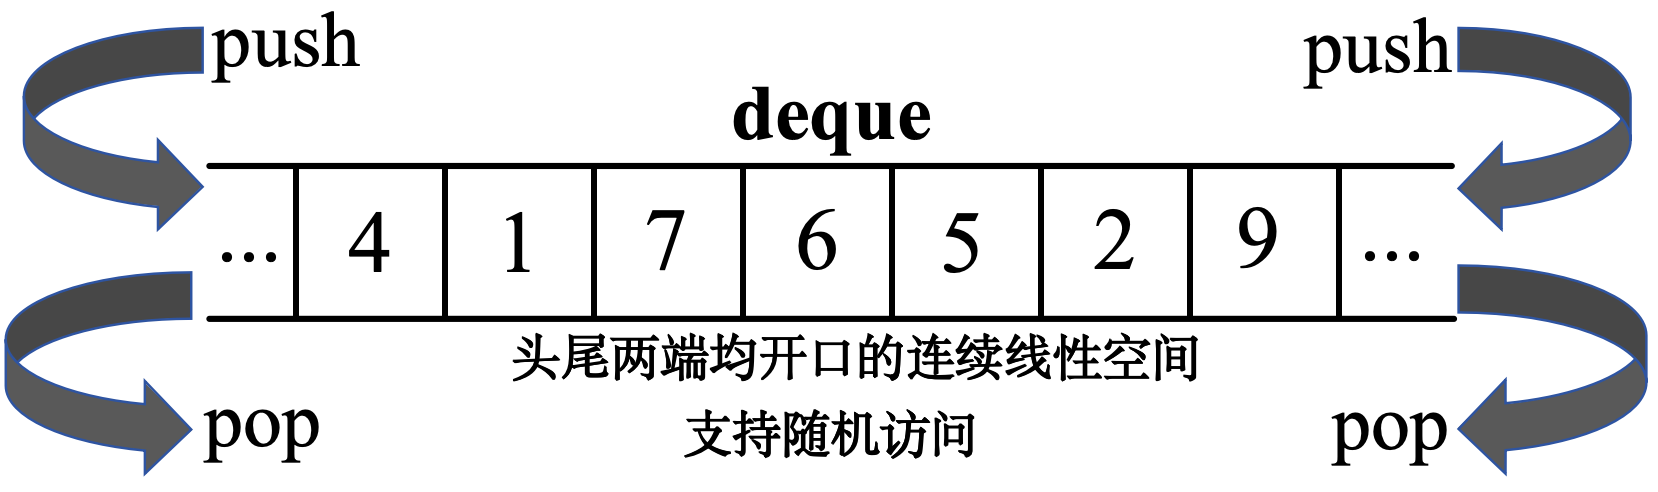 push push
deque
... 4 1 7 6 5 2 9 ...
头尾两端均开口的连续线性空间
pop 支持随机访问 pop